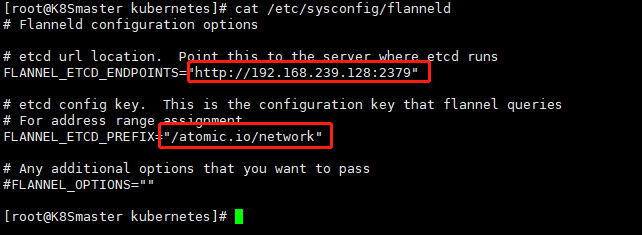 [root@K8Smaster kubernetes]# cat /etc/sysconfig/flanneld
# Flanneld configuration options
# etcd url location.  Point this to the server where etcd runs
FLANNEL_ETCD_ENDPOINTS="http://192.168.239.128:2379"
# etcd config key.  This is the configuration key that flannel queries
# For address range assignment
FLANNEL_ETCD_PREFIX="/atomic.io/network"
# Any additional options that you want to pass
#FLANNEL_OPTIONS=""
[root@K8Smaster kubernetes]#